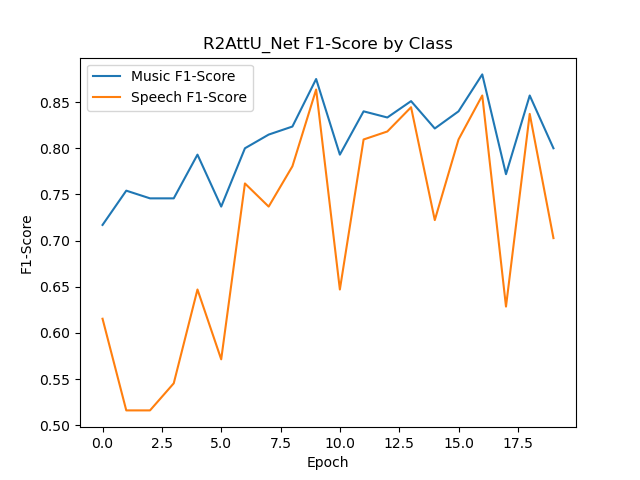 R2AttU_Net F1-Score by Class
Music F1-Score
Speech F1-Score
F1-Score
0.85
0.80
0.75
0.70
0.65
0.60
0.55
0.50
0.0 2.5 5.0 7.5 10.0 12.5 15.0 17.5
Epoch